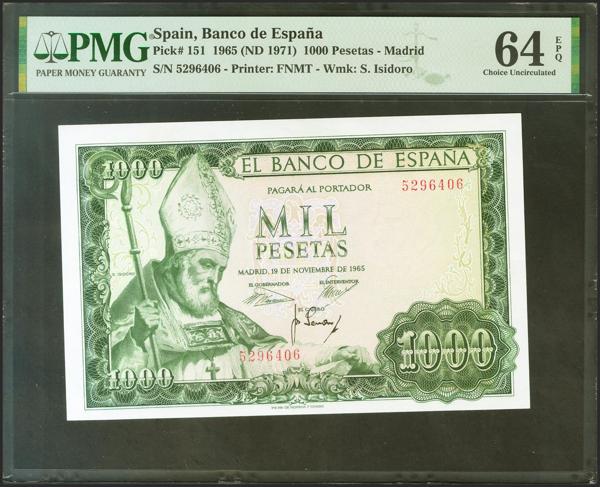 PMG
PAPER MONEY GUARANTY
Spain, Banco de España
Pick# 151 1965 (ND 1971) 1000 Pesetas - Madrid
S/N 5296406 - Printer: FNMT - Wmk: S. Isidoro
64 EPQ
Choice Uncirculated
1000
EL BANCO DE ESPAÑA
PAGARÁ AL PORTADOR
5296406
MIL
PESETAS
MADRID, 19 DE NOVIEMBRE DE 1965
S. ISIDORO
EL GOBERNADOR
EL INTERVENTOR
EL CAJERO
5296406
1000
1000